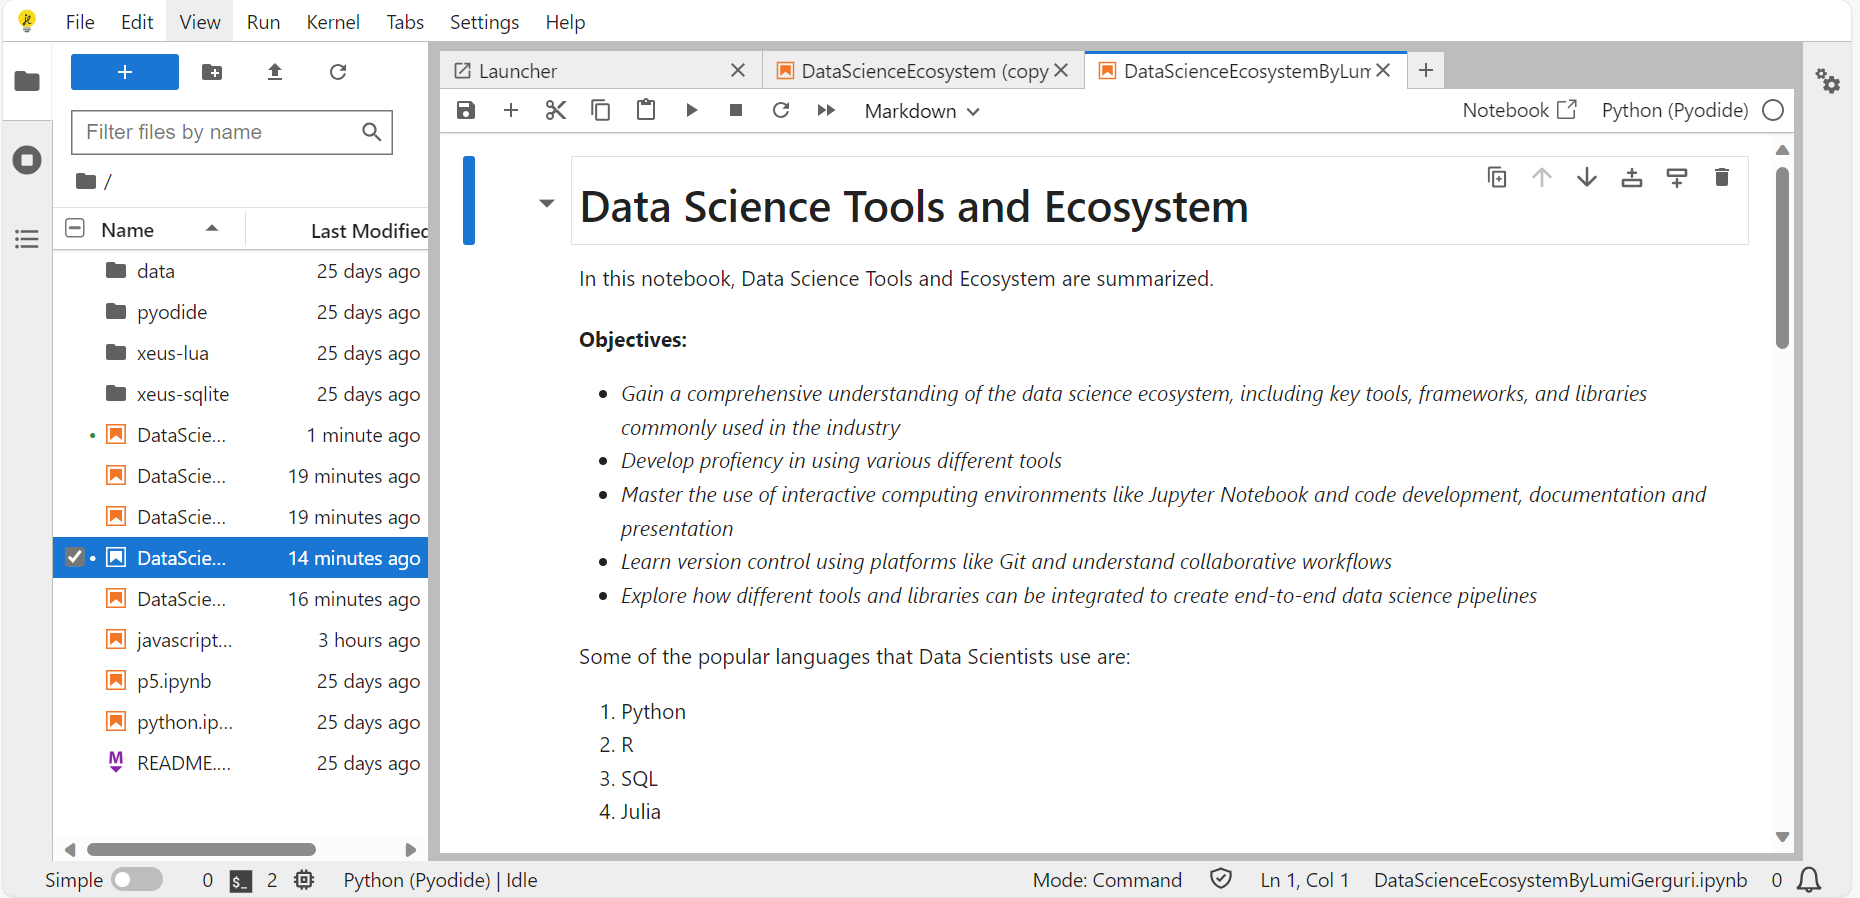 File Edit View Run Kernel Tabs Settings Help
Launcher
DataScienceEcosystem (copy
DataScienceEcosystemByLum
Filter files by name
Markdown
Notebook
Python (Pyodide)
/
Name Last Modified
data 25 days ago
pyodide 25 days ago
xeus-lua 25 days ago
xeus-sqlite 25 days ago
DataScie... 1 minute ago
DataScie... 19 minutes ago
DataScie... 19 minutes ago
DataScie... 14 minutes ago
DataScie... 16 minutes ago
javascript... 3 hours ago
p5.ipynb 25 days ago
python.ip... 25 days ago
README.... 25 days ago
Data Science Tools and Ecosystem
In this notebook, Data Science Tools and Ecosystem are summarized.
Objectives:
• Gain a comprehensive understanding of the data science ecosystem, including key tools, frameworks, and libraries
commonly used in the industry
• Develop profiency in using various different tools
• Master the use of interactive computing environments like Jupyter Notebook and code development, documentation and
presentation
• Learn version control using platforms like Git and understand collaborative workflows
• Explore how different tools and libraries can be integrated to create end-to-end data science pipelines
Some of the popular languages that Data Scientists use are:
1. Python
2. R
3. SQL
4. Julia
Simple 0 $_ 2 Python (Pyodide) | Idle Mode: Command Ln 1, Col 1 DataScienceEcosystemByLumiGerguri.ipynb 0